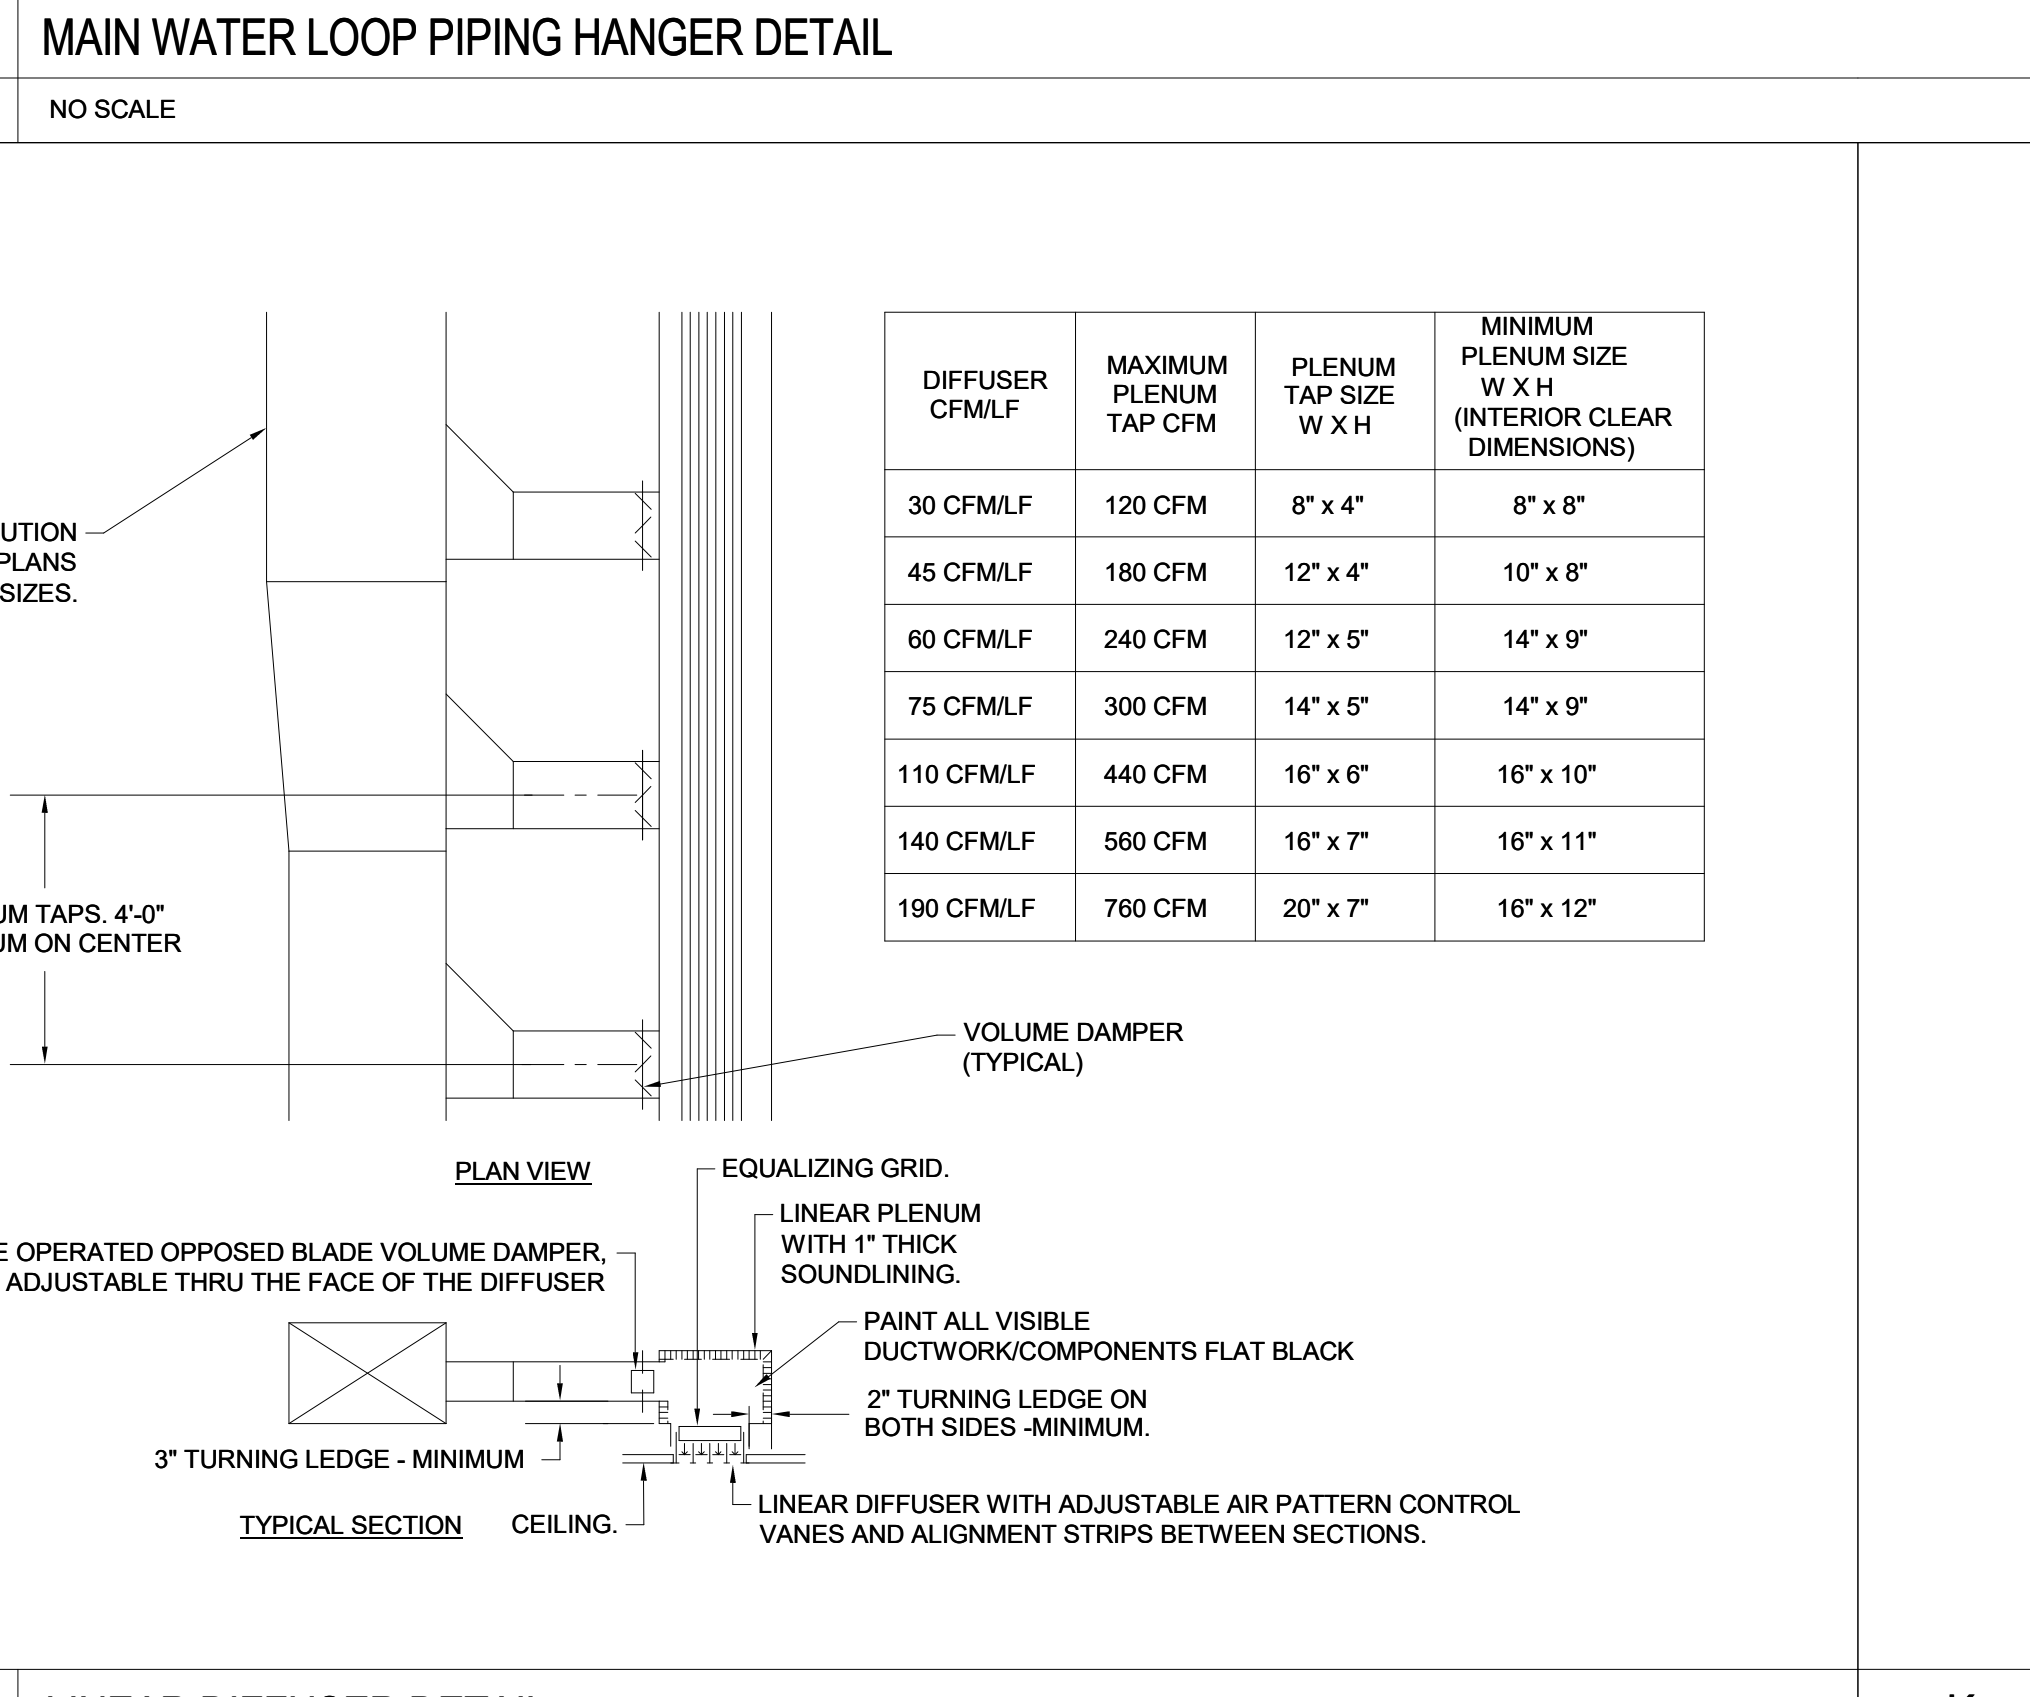 MAIN WATER LOOP PIPING HANGER DETAIL
NO SCALE
UTION
PLANS
SIZES.
UM TAPS. 4'-0"
UM ON CENTER
DIFFUSER
CFM/LF
MAXIMUM
PLENUM
TAP CFM
PLENUM
TAP SIZE
W X H
MINIMUM
PLENUM SIZE
W X H
(INTERIOR CLEAR
DIMENSIONS)
30 CFM/LF 120 CFM 8" x 4" 8" x 8"
45 CFM/LF 180 CFM 12" x 4" 10" x 8"
60 CFM/LF 240 CFM 12" x 5" 14" x 9"
75 CFM/LF 300 CFM 14" x 5" 14" x 9"
110 CFM/LF 440 CFM 16" x 6" 16" x 10"
140 CFM/LF 560 CFM 16" x 7" 16" x 11"
190 CFM/LF 760 CFM 20" x 7" 16" x 12"
VOLUME DAMPER
(TYPICAL)
PLAN VIEW
EQUALIZING GRID.
LINEAR PLENUM
WITH 1" THICK
SOUNDLINING.
E OPERATED OPPOSED BLADE VOLUME DAMPER,
ADJUSTABLE THRU THE FACE OF THE DIFFUSER
PAINT ALL VISIBLE
DUCTWORK/COMPONENTS FLAT BLACK
2" TURNING LEDGE ON
BOTH SIDES -MINIMUM.
3" TURNING LEDGE - MINIMUM
TYPICAL SECTION
CEILING.
LINEAR DIFFUSER WITH ADJUSTABLE AIR PATTERN CONTROL
VANES AND ALIGNMENT STRIPS BETWEEN SECTIONS.
LINEAR DIFFUSER DETAIL